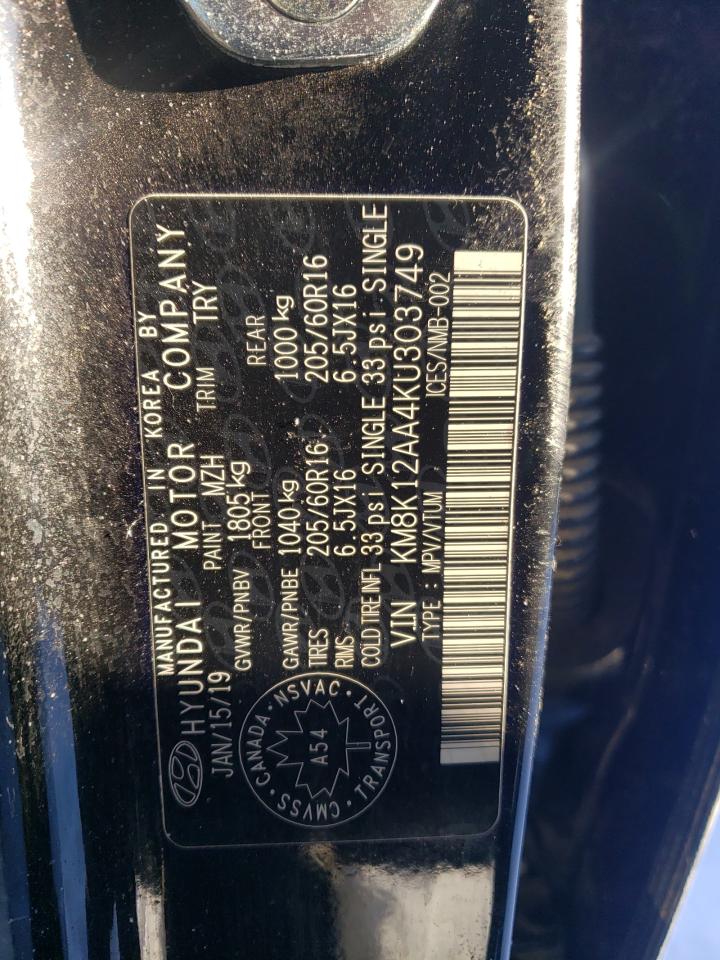 MANUFACTURED IN KOREA BY
HYUNDAI MOTOR COMPANY
JAN/15/19 PAINT MZH TRIM TRY
GVWR/PNBV 1805 kg
FRONT REAR
GAWR/PNBE 1040 kg 1000 kg
TIRES 205/60R16 205/60R16
RIMS 6.5JX16 6.5JX16
COLD TIRE INFL 33 psi SINGLE 33 psi SINGLE
VIN KM8K12AA4KU303749
TYPE : MPV/VTUM ICES/NMB-002
CANADA · NSVAC · TRANSPORT · CMVSS
A54